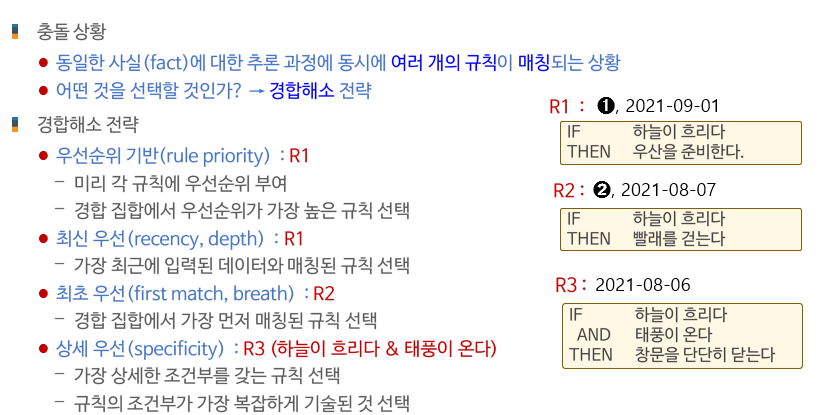 충돌 상황
● 동일한 사실(fact)에 대한 추론 과정에 동시에 여러 개의 규칙이 매칭되는 상황
● 어떤 것을 선택할 것인가? → 경합해소 전략
경합해소 전략
● 우선순위 기반(rule priority) : R1
– 미리 각 규칙에 우선순위 부여
– 경합 집합에서 우선순위가 가장 높은 규칙 선택
● 최신 우선(recency, depth) : R1
– 가장 최근에 입력된 데이터와 매칭된 규칙 선택
● 최초 우선(first match, breath) : R2
– 경합 집합에서 가장 먼저 매칭된 규칙 선택
● 상세 우선(specificity) : R3 (하늘이 흐리다 & 태풍이 온다)
– 가장 상세한 조건부를 갖는 규칙 선택
– 규칙의 조건부가 가장 복잡하게 기술된 것 선택
R1 : ❶, 2021-09-01
IF 하늘이 흐리다
THEN 우산을 준비한다.
R2 : ❷, 2021-08-07
IF 하늘이 흐리다
THEN 빨래를 걷는다
R3 : 2021-08-06
IF 하늘이 흐리다
AND 태풍이 온다
THEN 창문을 단단히 닫는다